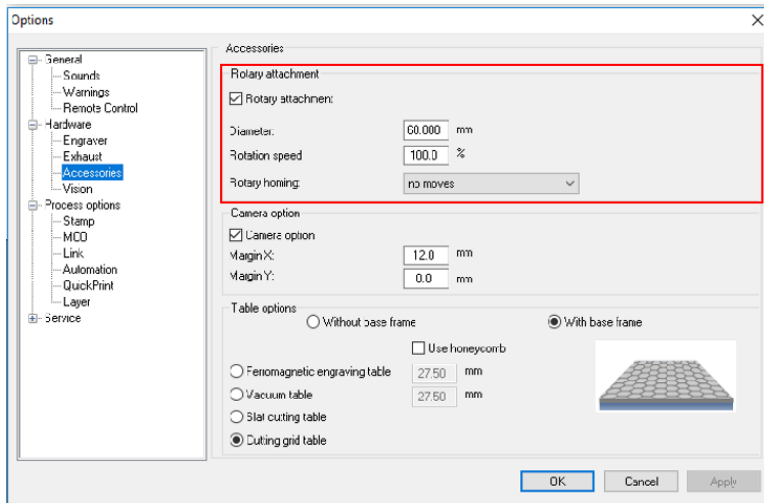 Options
General
Sounds
Warnings
Remote Control
Hardware
Engraver
Exhaust
Accessories
Vision
Process options
Stamp
MCO
Link
Automation
QuickPrint
Layer
Service
Accessories
Rotary attachment
Rotary attachment
Diameter: 60.000 mm
Rotation speed 100.0 %
Rotary homing: no moves
Camera option
Camera option
Margin X: 12.0 mm
Margin Y: 0.0 mm
Table options
Without base frame With base frame
Use honeycomb
Ferromagnetic engraving table 27.50 mm
Vacuum table 27.50 mm
Slat cutting table
Cutting grid table
OK Cancel Apply